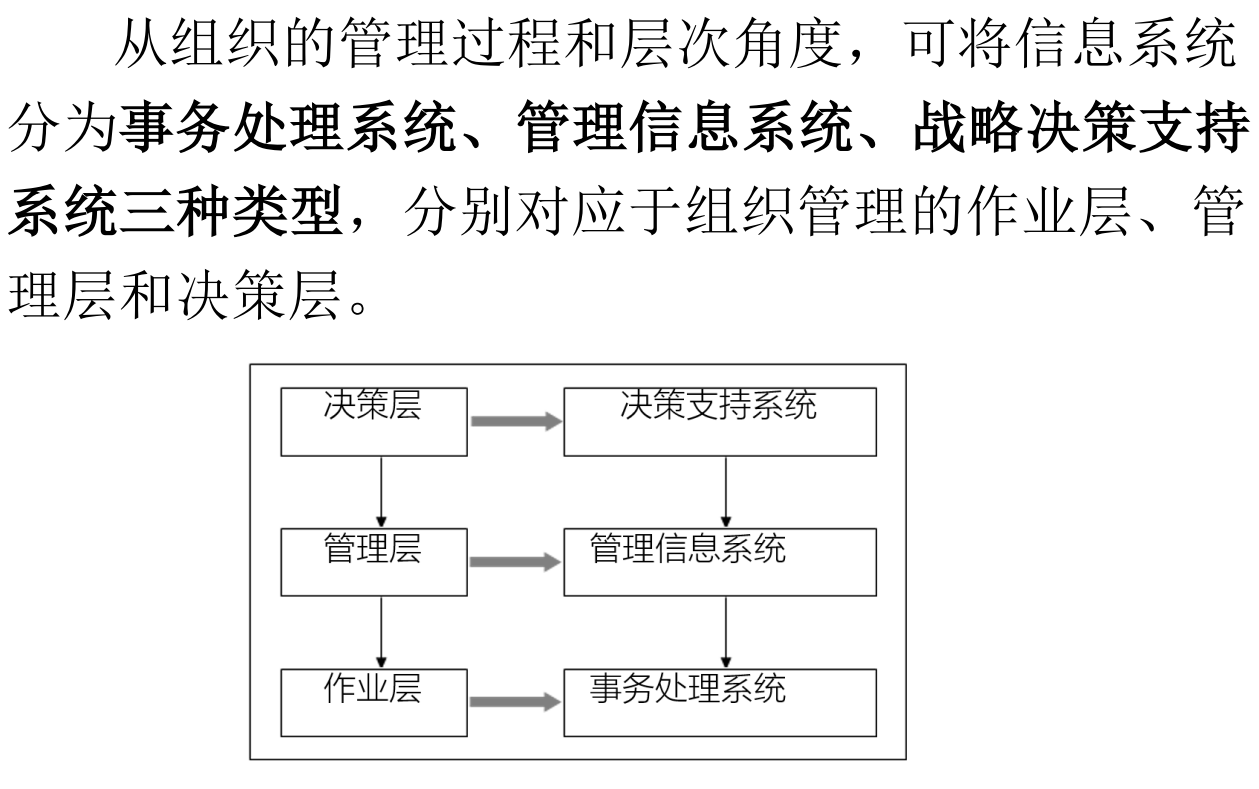 从组织的管理过程和层次角度，可将信息系统
分为事务处理系统、管理信息系统、战略决策支持
系统三种类型，分别对应于组织管理的作业层、管
理层和决策层。
决策层
决策支持系统
管理层
管理信息系统
作业层
事务处理系统